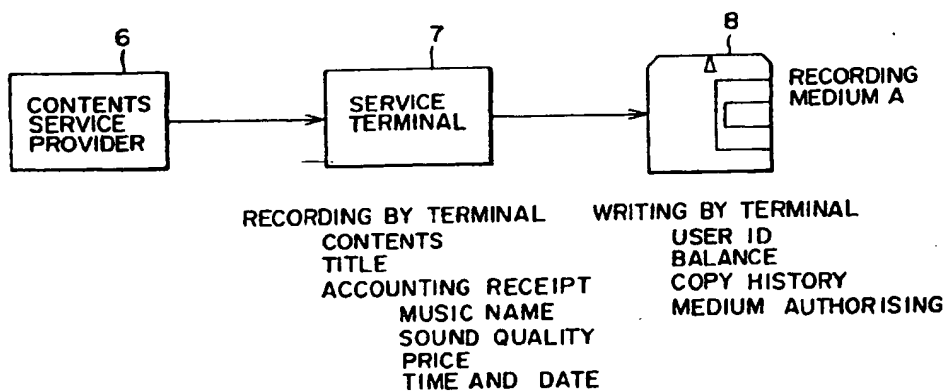 6
7
8
CONTENTS
SERVICE
PROVIDER
SERVICE
TERMINAL
RECORDING
MEDIUM A
RECORDING BY TERMINAL
CONTENTS
TITLE
ACCOUNTING RECEIPT
MUSIC NAME
SOUND QUALITY
PRICE
TIME AND DATE
WRITING BY TERMINAL
USER ID
BALANCE
COPY HISTORY
MEDIUM AUTHORISING